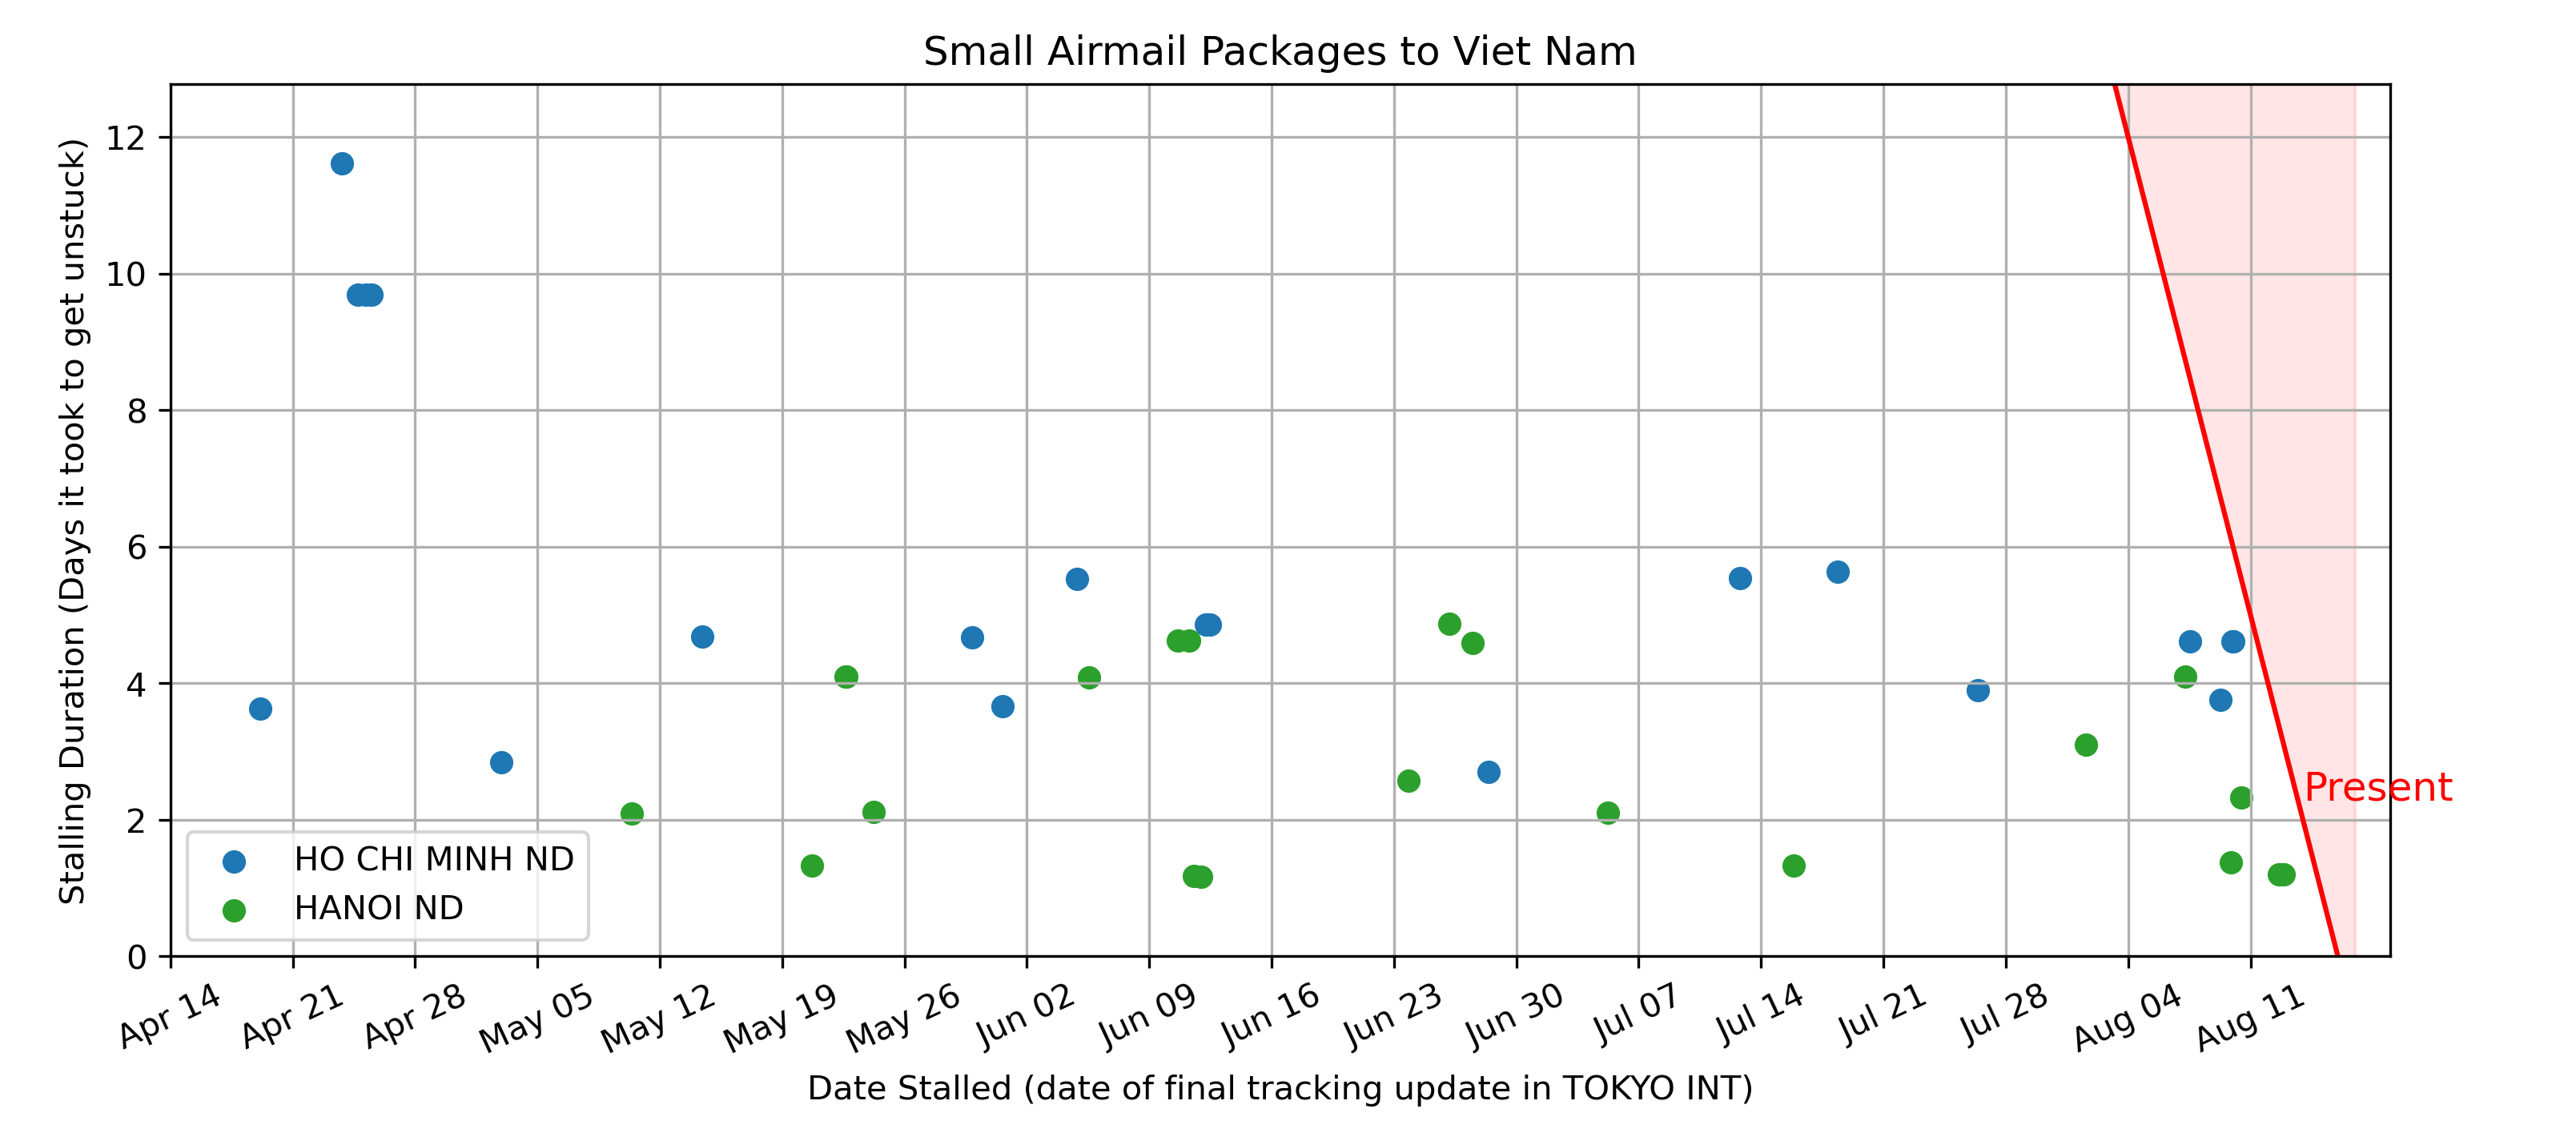 Small Airmail Packages to Viet Nam
Stalling Duration (Days it took to get unstuck)
12
10
8
6
4
2
0
Present
HO CHI MINH ND
HANOI ND
Apr 14
Apr 21
Apr 28
May 05
May 12
May 19
May 26
Jun 02
Jun 09
Jun 16
Jun 23
Jun 30
Jul 07
Jul 14
Jul 21
Jul 28
Aug 04
Aug 11
Date Stalled (date of final tracking update in TOKYO INT)